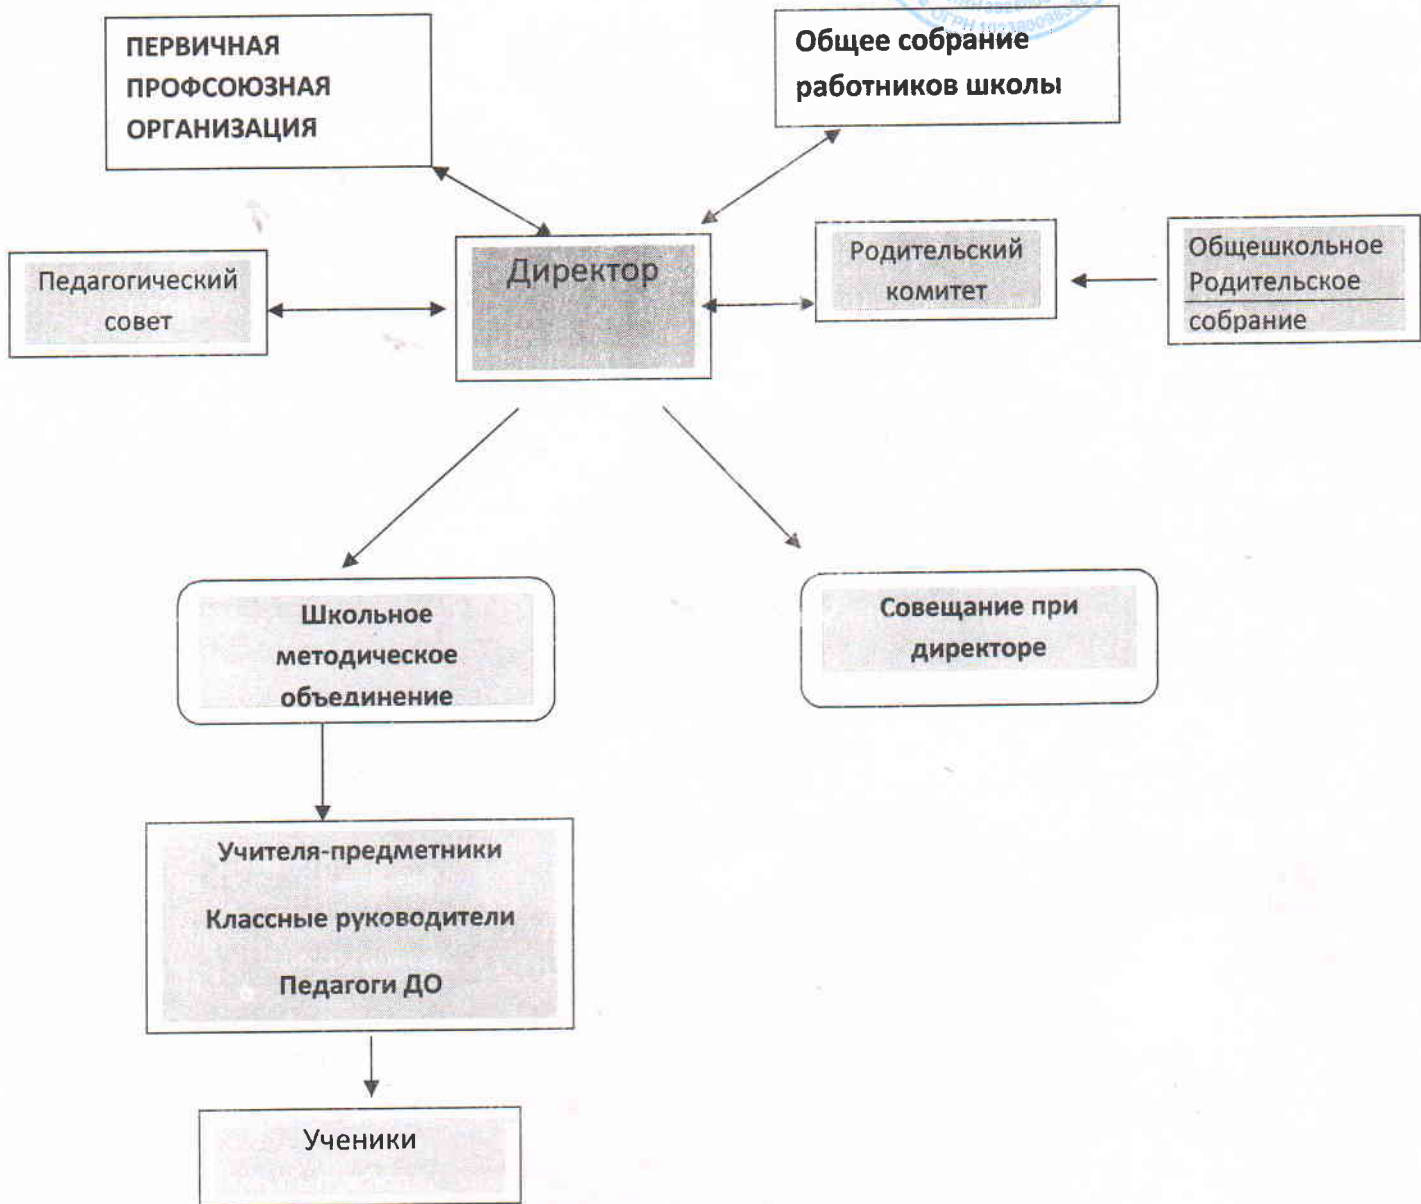 ПЕРВИЧНАЯ
ПРОФСОЮЗНАЯ
ОРГАНИЗАЦИЯ
Общее собрание
работников школы
Педагогический
совет
Директор
Родительский
комитет
Общешкольное
Родительское
собрание
Школьное
методическое
объединение
Совещание при
директоре
Учителя-предметники
Классные руководители
Педагоги ДО
Ученики